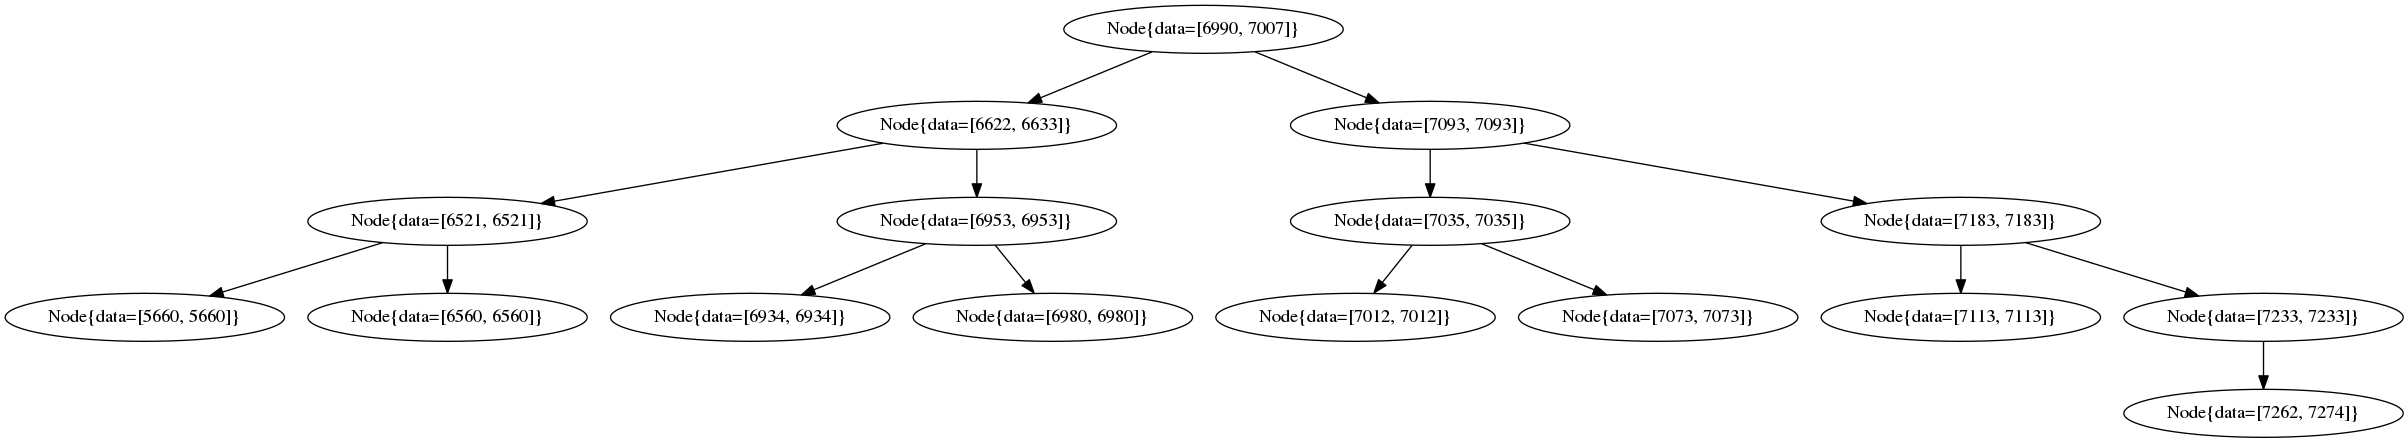 Node{data=[6990, 7007]}
Node{data=[6622, 6633]}
Node{data=[7093, 7093]}
Node{data=[6521, 6521]}
Node{data=[6953, 6953]}
Node{data=[7035, 7035]}
Node{data=[7183, 7183]}
Node{data=[5660, 5660]}
Node{data=[6560, 6560]}
Node{data=[6934, 6934]}
Node{data=[6980, 6980]}
Node{data=[7012, 7012]}
Node{data=[7073, 7073]}
Node{data=[7113, 7113]}
Node{data=[7233, 7233]}
Node{data=[7262, 7274]}